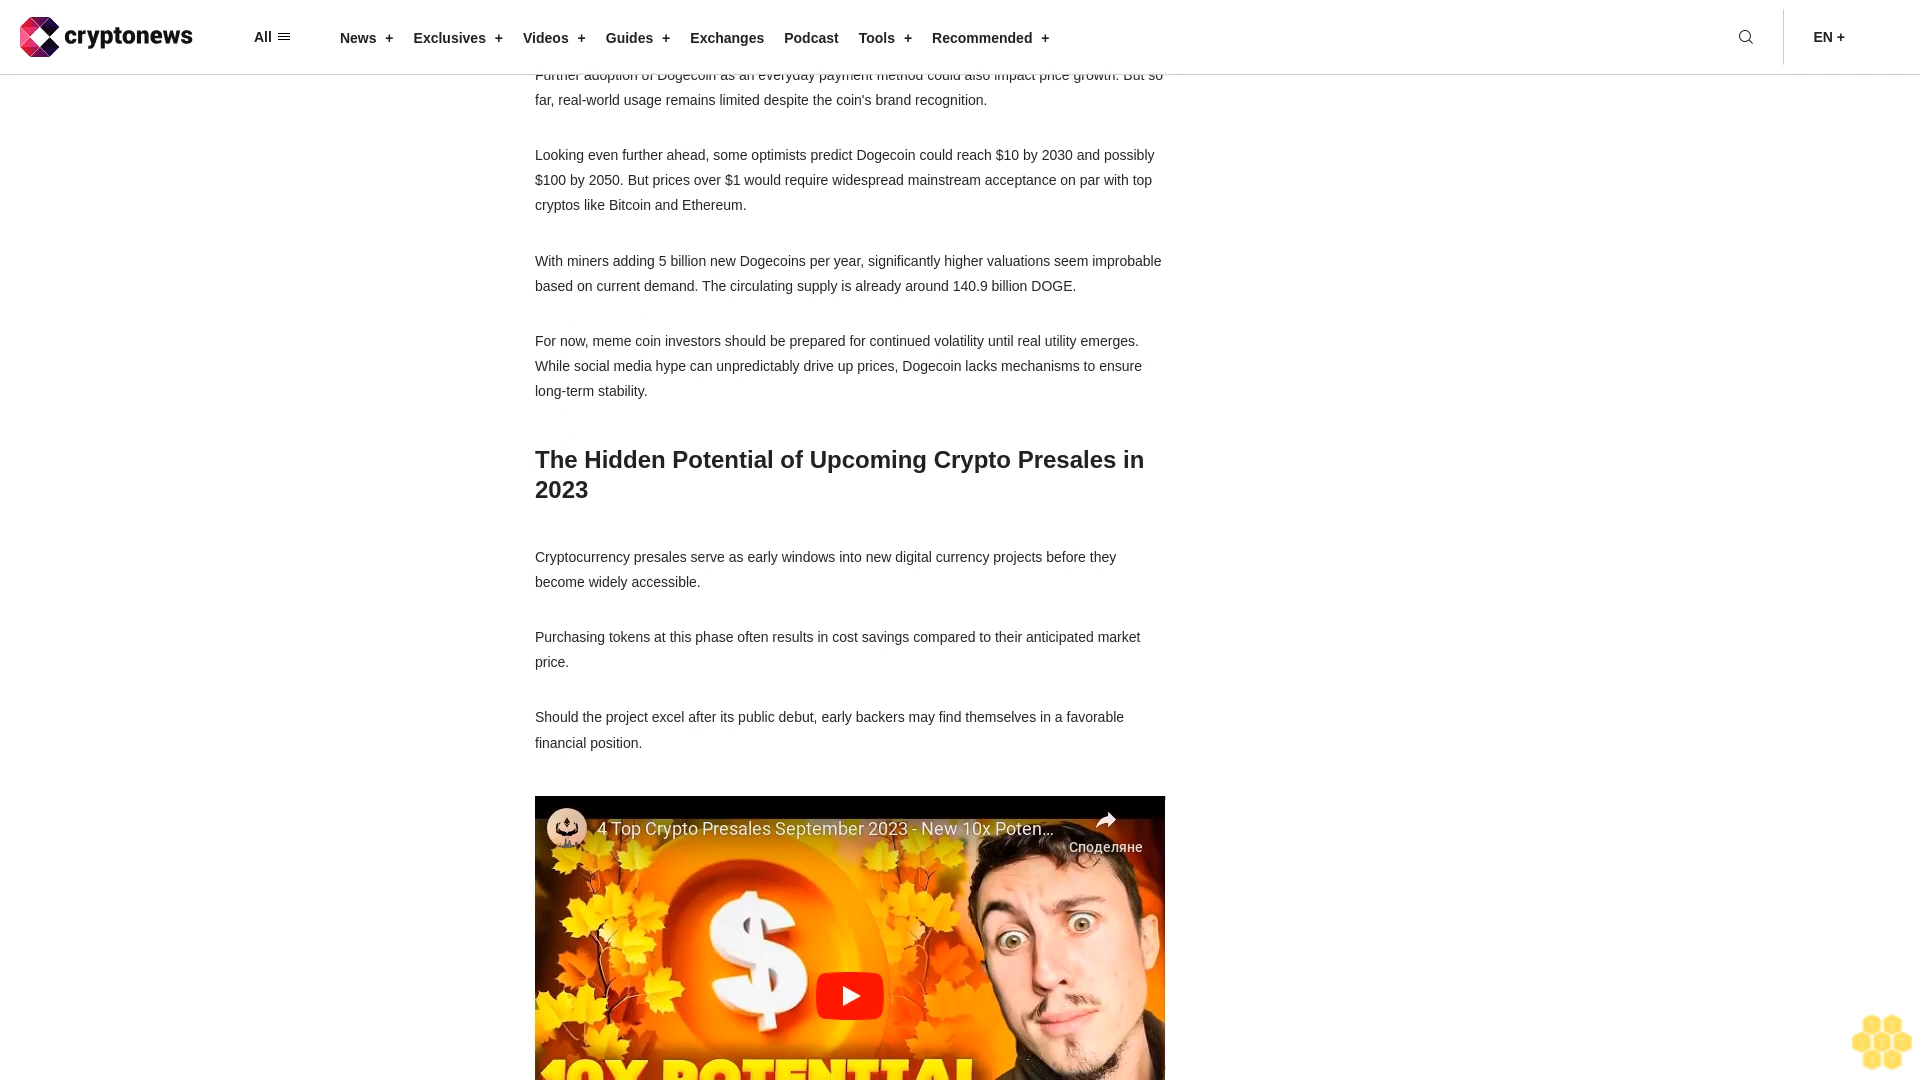 cryptonews
All
News +
Exclusives +
Videos +
Guides +
Exchanges
Podcast
Tools +
Recommended +
EN +
Further adoption of Dogecoin as an everyday payment method could also impact price growth. But so
far, real-world usage remains limited despite the coin's brand recognition.
Looking even further ahead, some optimists predict Dogecoin could reach $10 by 2030 and possibly
$100 by 2050. But prices over $1 would require widespread mainstream acceptance on par with top
cryptos like Bitcoin and Ethereum.
With miners adding 5 billion new Dogecoins per year, significantly higher valuations seem improbable
based on current demand. The circulating supply is already around 140.9 billion DOGE.
For now, meme coin investors should be prepared for continued volatility until real utility emerges.
While social media hype can unpredictably drive up prices, Dogecoin lacks mechanisms to ensure
long-term stability.
The Hidden Potential of Upcoming Crypto Presales in
2023
Cryptocurrency presales serve as early windows into new digital currency projects before they
become widely accessible.
Purchasing tokens at this phase often results in cost savings compared to their anticipated market
price.
Should the project excel after its public debut, early backers may find themselves in a favorable
financial position.
4 Top Crypto Presales September 2023 - New 10x Poten...
Споделяне
$
10X POTENTIAL